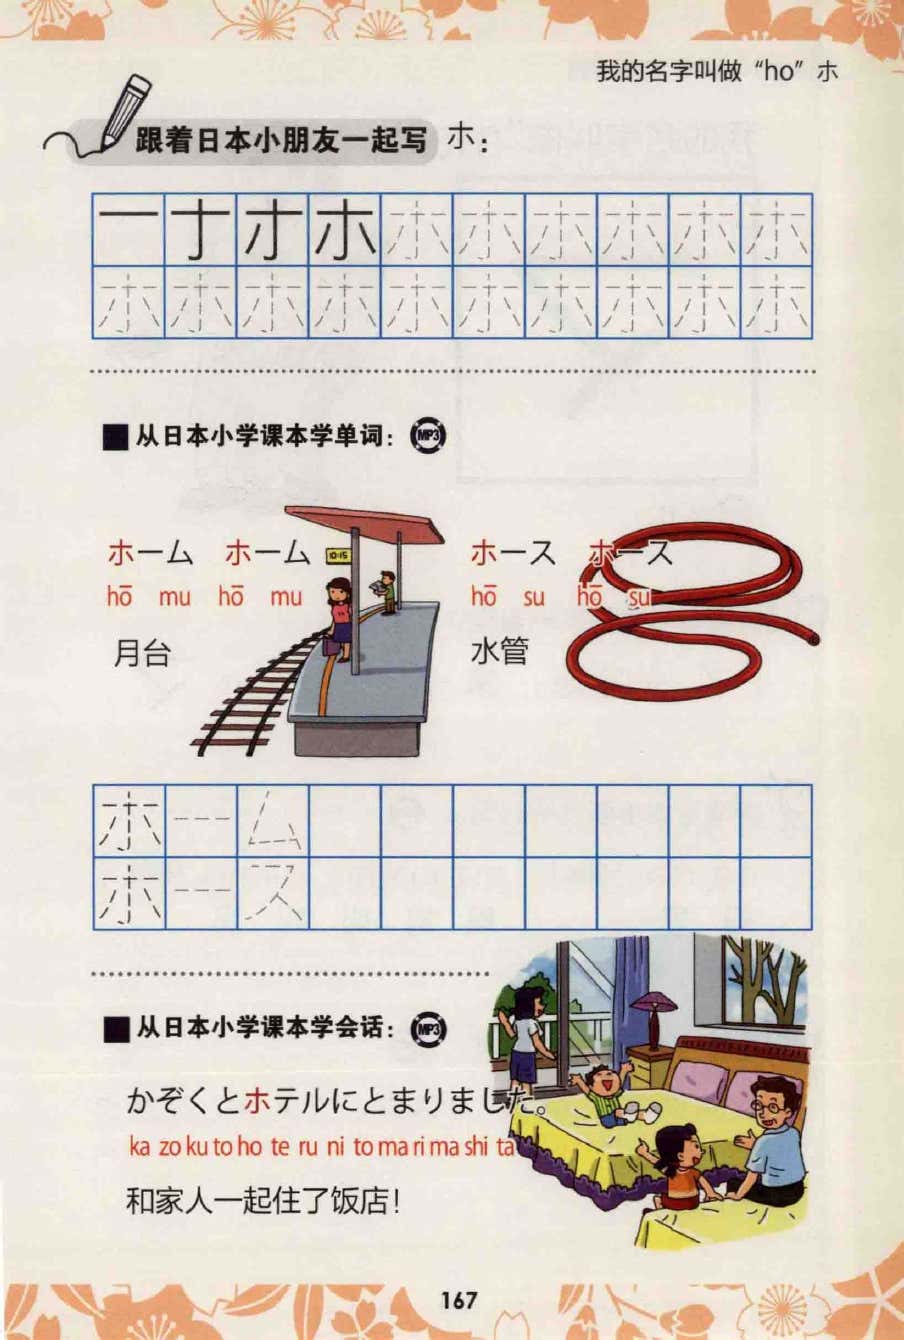 我的名字叫做“ho”ホ
跟着日本小朋友一起写 ホ：
一 丁 才 ホ ホ ホ ホ ホ ホ ホ
ホ ホ ホ ホ ホ ホ ホ ホ ホ ホ
■ 从日本小学课本学单词： MP3
ホーム ホーム 10:15 ホース ホース
hō mu hō mu hō su hō su
月台 水管
ホ ー ム
ホ ー ス
■ 从日本小学课本学会话： MP3
かぞくとホテルにとまりました。
ka zo ku to ho te ru ni to ma ri ma shi ta
和家人一起住了饭店！
167